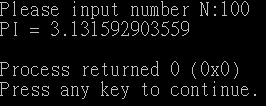 Please input number N:100
PI = 3.131592903559
Process returned 0 (0x0)
Press any key to continue.